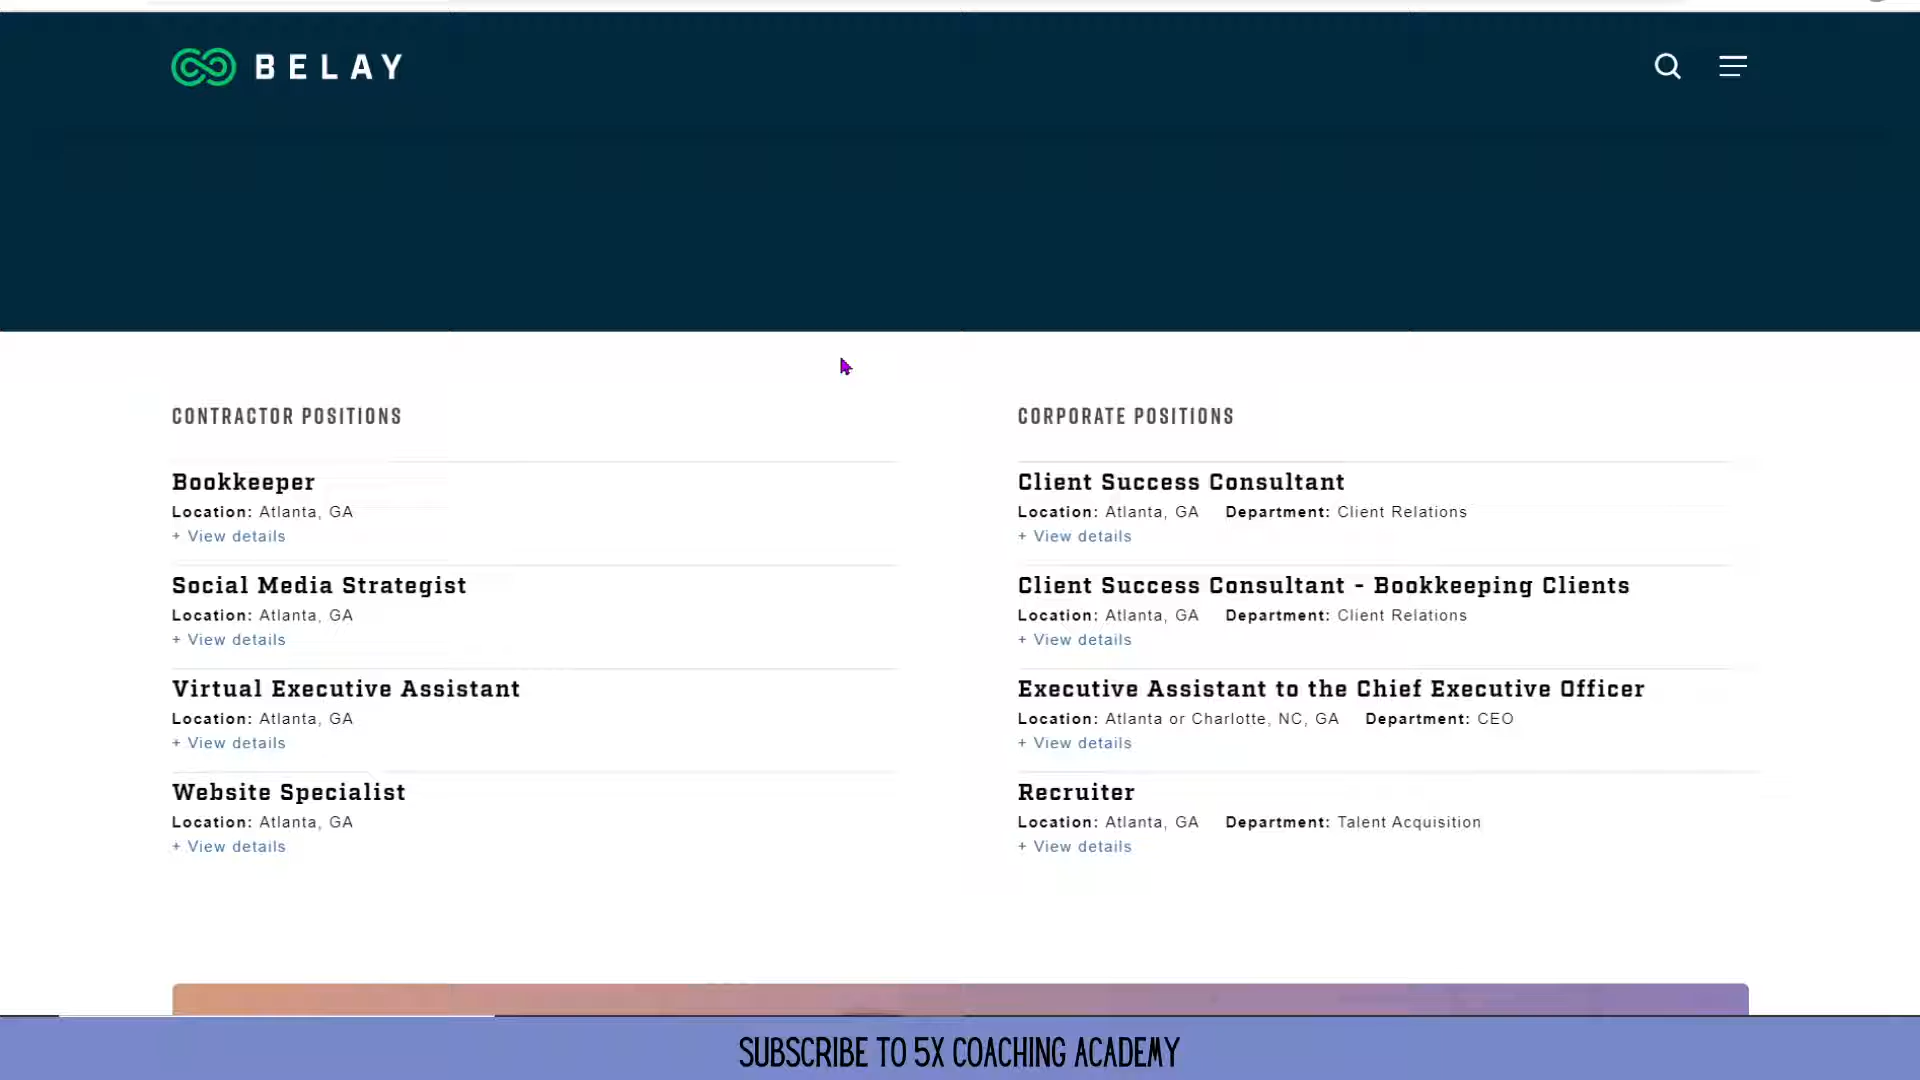 BELAY
CONTRACTOR POSITIONS
Bookkeeper
Location: Atlanta, GA
+ View details
Social Media Strategist
Location: Atlanta, GA
+ View details
Virtual Executive Assistant
Location: Atlanta, GA
+ View details
Website Specialist
Location: Atlanta, GA
+ View details
CORPORATE POSITIONS
Client Success Consultant
Location: Atlanta, GA Department: Client Relations
+ View details
Client Success Consultant - Bookkeeping Clients
Location: Atlanta, GA Department: Client Relations
+ View details
Executive Assistant to the Chief Executive Officer
Location: Atlanta or Charlotte, NC, GA Department: CEO
+ View details
Recruiter
Location: Atlanta, GA Department: Talent Acquisition
+ View details
SUBSCRIBE TO 5X COACHING ACADEMY